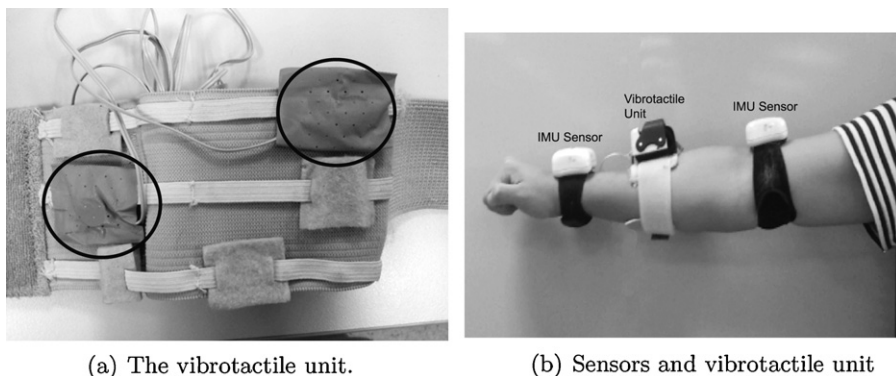 Vibrotactile
Unit
IMU Sensor
IMU Sensor
(a) The vibrotactile unit.
(b) Sensors and vibrotactile unit